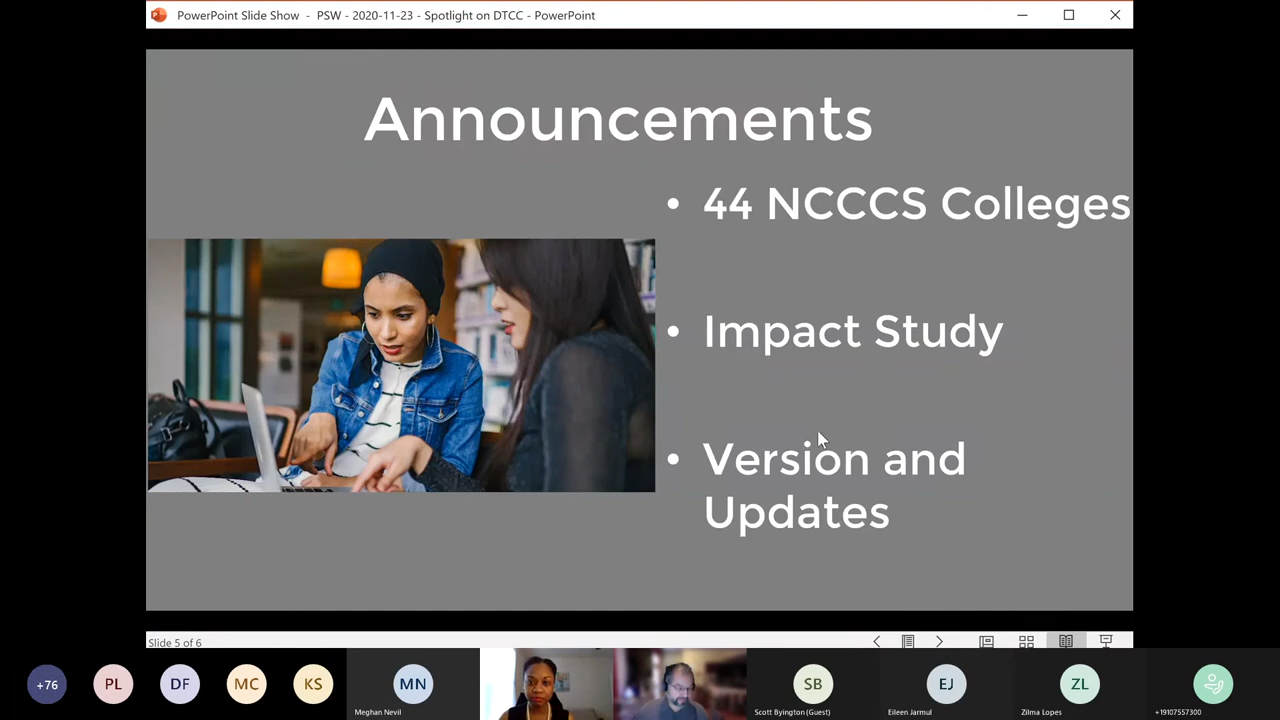 PowerPoint Slide Show - PSW - 2020-11-23 - Spotlight on DTCC - PowerPoint
Announcements
• 44 NCCCS Colleges
• Impact Study
• Version and
Updates
Slide 5 of 6
+76
PL
DF
MC
KS
MN
SB
EJ
ZL
Meghan Nevil
Scott Byington (Guest)
Eileen Jarmul
Zilma Lopes
+19107557300